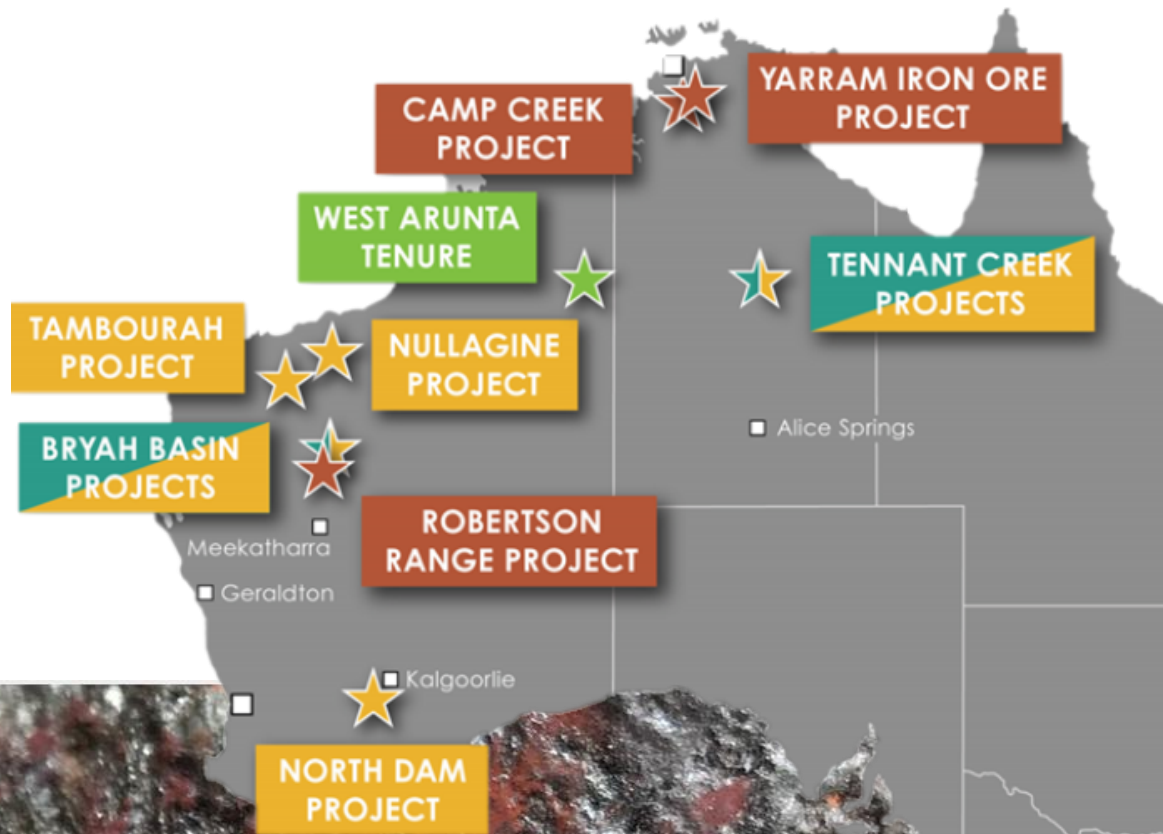 YARRAM IRON ORE
PROJECT
CAMP CREEK
PROJECT
WEST ARUNTA
TENURE
TENNANT CREEK
PROJECTS
TAMBOURAH
PROJECT
NULLAGINE
PROJECT
Alice Springs
BRYAH BASIN
PROJECTS
ROBERTSON
RANGE PROJECT
Meekatharra
Geraldton
Kalgoorlie
NORTH DAM
PROJECT